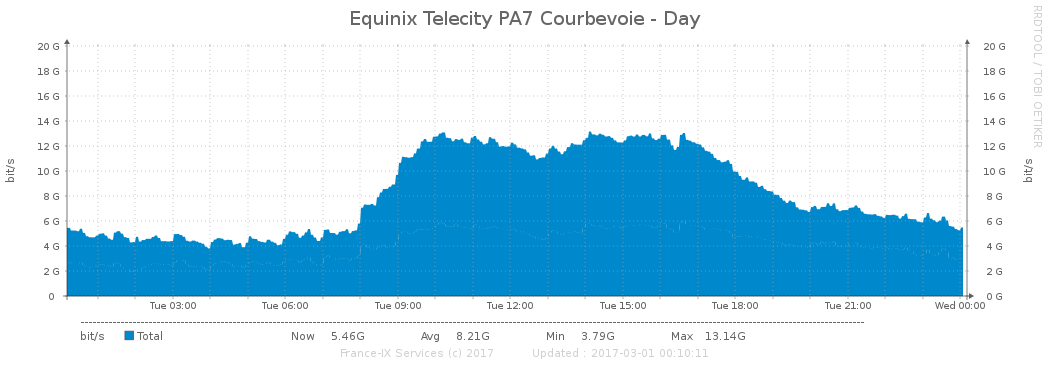 Equinix Telecity PA7 Courbevoie - Day
RRDTOOL / TOBI OETIKER
bit/s
20 G 20 G
18 G 18 G
16 G 16 G
14 G 14 G
12 G 12 G
10 G 10 G
8 G 8 G
6 G 6 G
4 G 4 G
2 G 2 G
0 0 G
bit/s
Tue 03:00 Tue 06:00 Tue 09:00 Tue 12:00 Tue 15:00 Tue 18:00 Tue 21:00 Wed 00:00
bit/s Total Now 5.46G Avg 8.21G Min 3.79G Max 13.14G
France-IX Services (c) 2017 Updated : 2017-03-01 00:10:11